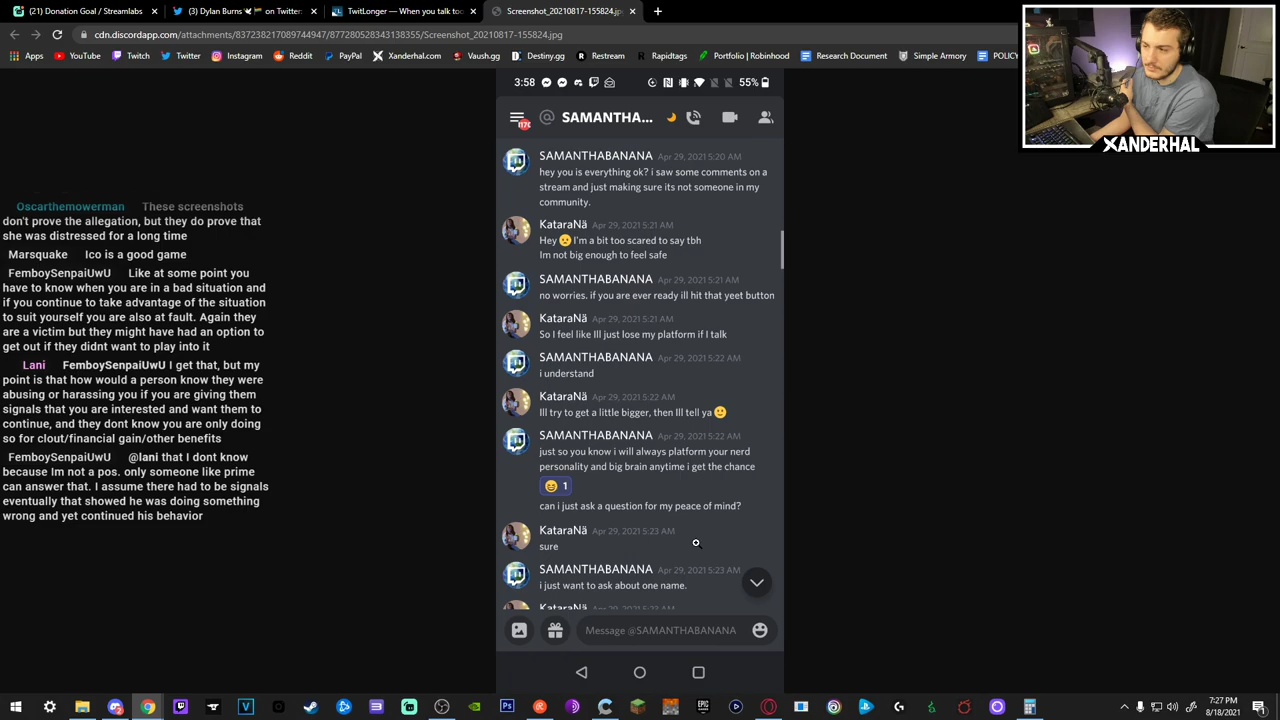 (21) Donation Goal / Streamlabs
(3) Dylan Burns on Twitter:
TwitLonger — When you talk too
Screenshot_20210817-155824.jpg
cdn.discordapp.com/attachments/837238217089744947/877280528343138355/Screenshot_20210817-155824.jpg
Apps
YouTube
Twitch
Twitter
Instagram
Reddit
PayPal
Xanderhal.com
Vaush.gg
Destiny.gg
Restream
Rapidtags
Portfolio | Robinhood
Research Document
Simple Armory
POLIC
XANDERHAL
3:58
55%
@ SAMANTHA...
SAMANTHABANANA Apr 29, 2021 5:20 AM
hey you is everything ok? i saw some comments on a
stream and just making sure its not someone in my
community.
KataraNä Apr 29, 2021 5:21 AM
Hey 🙁 I'm a bit too scared to say tbh
Im not big enough to feel safe
SAMANTHABANANA Apr 29, 2021 5:21 AM
no worries. if you are ever ready ill hit that yeet button
KataraNä Apr 29, 2021 5:21 AM
So I feel like Ill just lose my platform if I talk
SAMANTHABANANA Apr 29, 2021 5:22 AM
i understand
KataraNä Apr 29, 2021 5:22 AM
Ill try to get a little bigger, then Ill tell ya 🙂
SAMANTHABANANA Apr 29, 2021 5:22 AM
just so you know i will always platform your nerd
personality and big brain anytime i get the chance
😄 1
can i just ask a question for my peace of mind?
KataraNä Apr 29, 2021 5:23 AM
sure
SAMANTHABANANA Apr 29, 2021 5:23 AM
i just want to ask about one name.
KataraNä Apr 29, 2021 5:23 AM
Message @SAMANTHABANANA
Oscarthemowerman These screenshots
don't prove the allegation, but they do prove that
she was distressed for a long time
Marsquake Ico is a good game
FemboySenpaiUwU Like at some point you
have to know when you are in a bad situation and
if you continue to take advantage of the situation
to suit yourself you are also at fault. Again they
are a victim but they might have had an option to
get out if they didnt want to play into it
Lani FemboySenpaiUwU I get that, but my
point is that how would a person know they were
abusing or harassing you if you are giving them
signals that you are interested and want them to
continue, and they dont know you are only doing
so for clout/financial gain/other benefits
FemboySenpaiUwU @lani that I dont know
because Im not a pos. only someone like prime
can answer that. I assume there had to be signals
eventually that showed he was doing something
wrong and yet continued his behavior
7:27 PM
8/18/2021